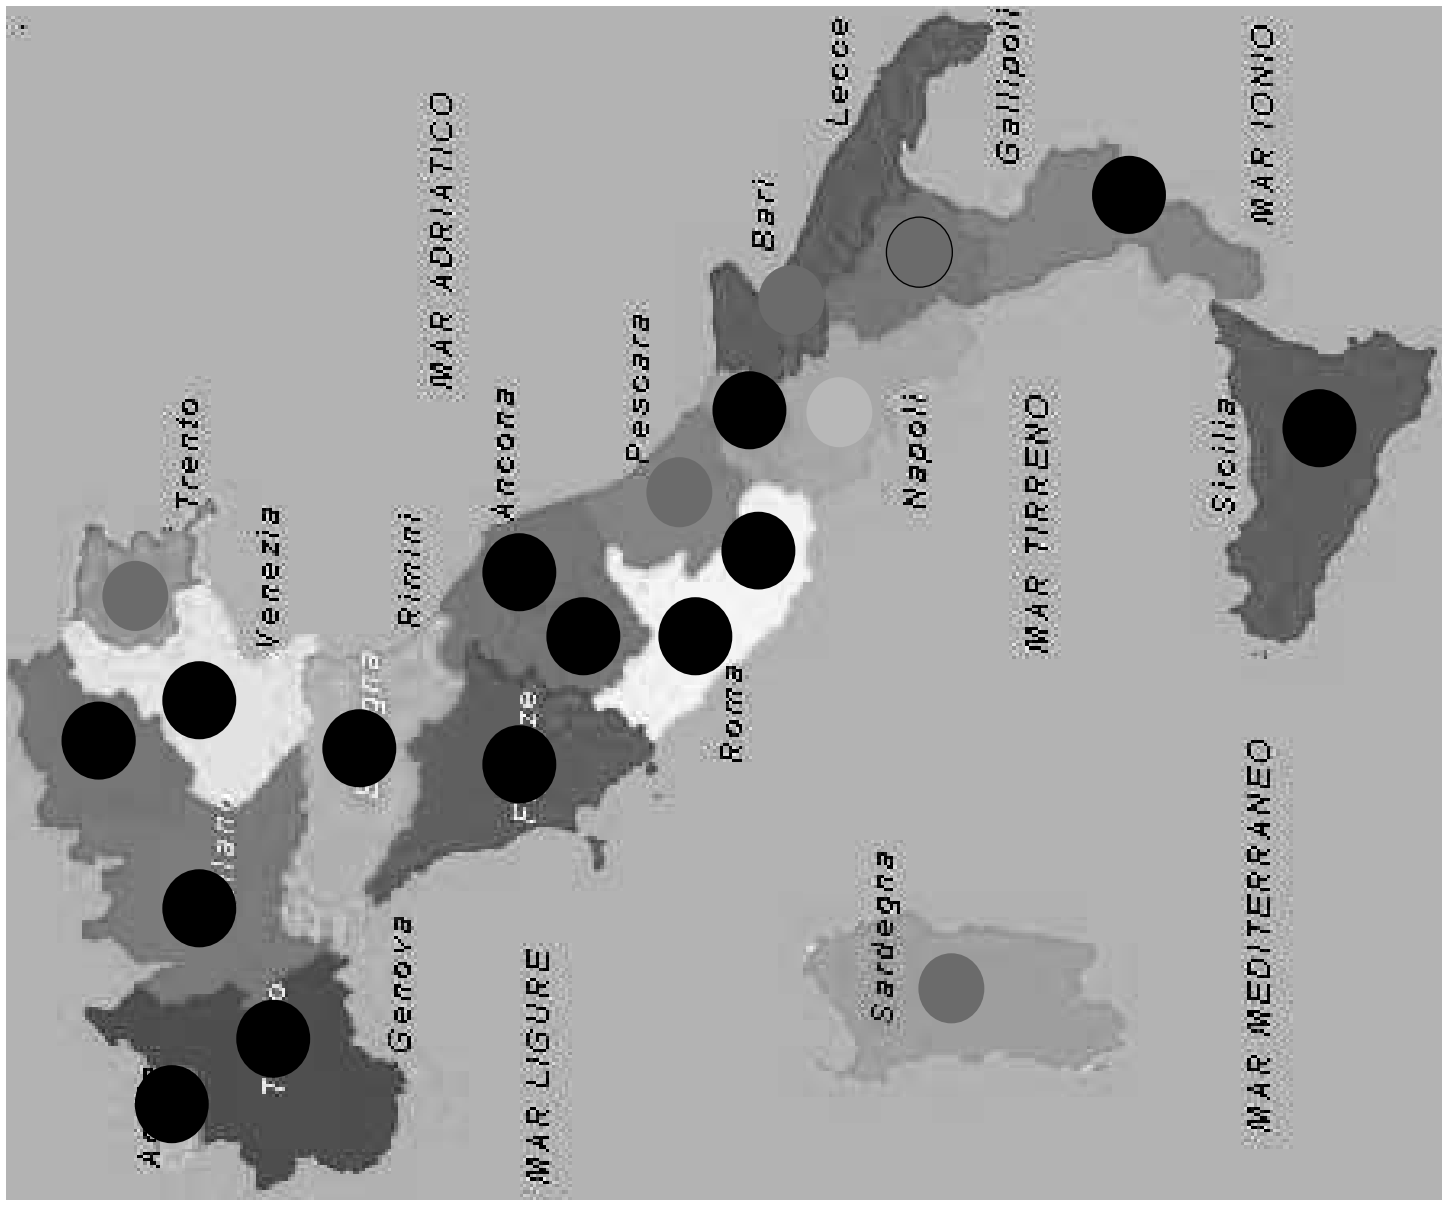 Trento
Venezia
Rimini
Ancona
Pescara
Bari
Lecce
Gallipoli
MAR ADRIATICO
MAR IONIO
Genova
Roma
Napoli
Sardegna
Sicilia
MAR LIGURE
MAR TIRRENO
MAR MEDITERRANEO